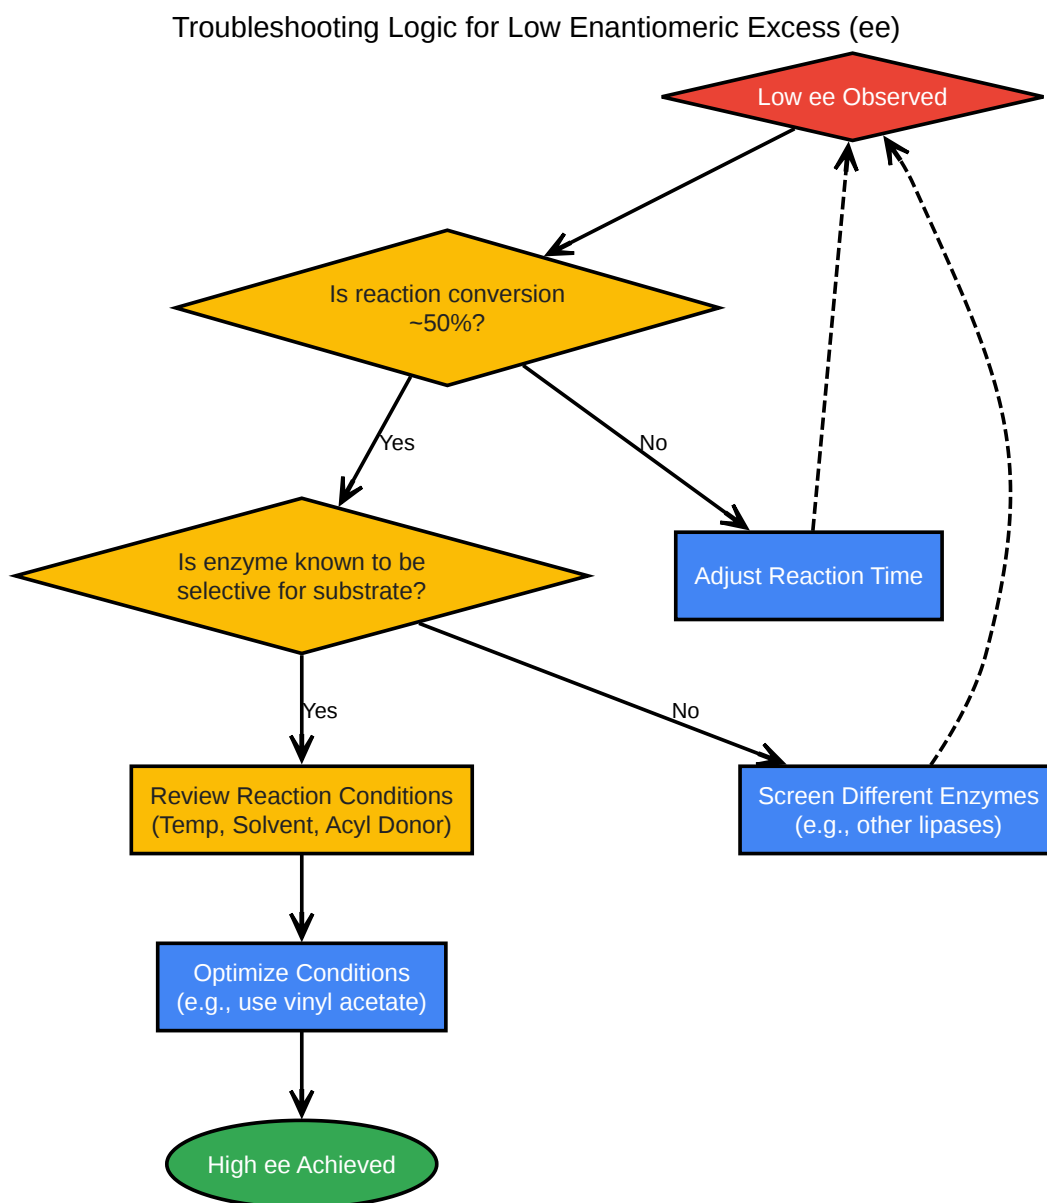 Troubleshooting Logic for Low Enantiomeric Excess (ee)
Low ee Observed
Is reaction conversion
~50%?
Yes
No
Is enzyme known to be
selective for substrate?
Adjust Reaction Time
Yes
No
Review Reaction Conditions
(Temp, Solvent, Acyl Donor)
Screen Different Enzymes
(e.g., other lipases)
Optimize Conditions
(e.g., use vinyl acetate)
High ee Achieved